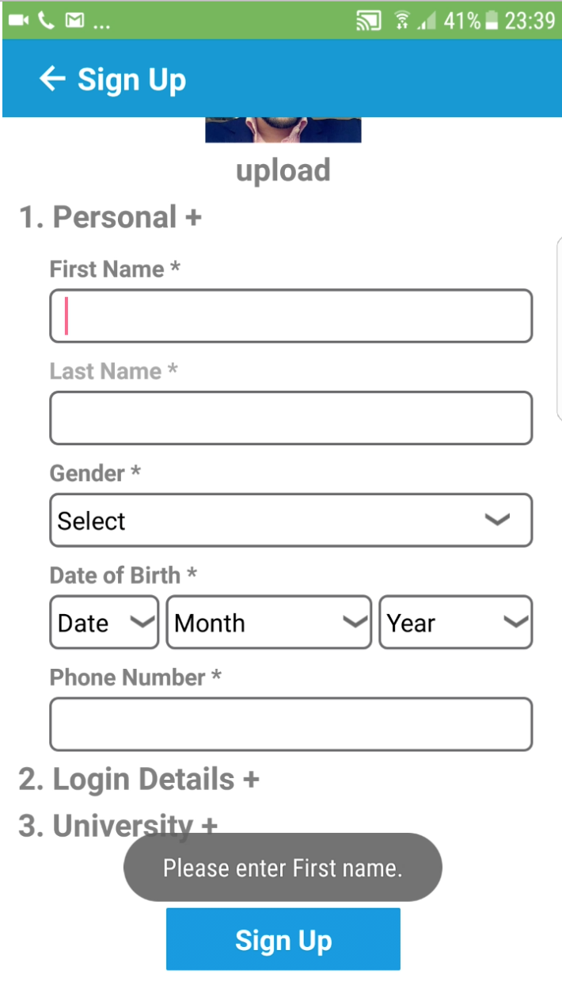 ... 41% 23:39
Sign Up
upload
1. Personal +
First Name *
Last Name *
Gender *
Select
Date of Birth *
Date Month Year
Phone Number *
2. Login Details +
3. University +
Please enter First name.
Sign Up